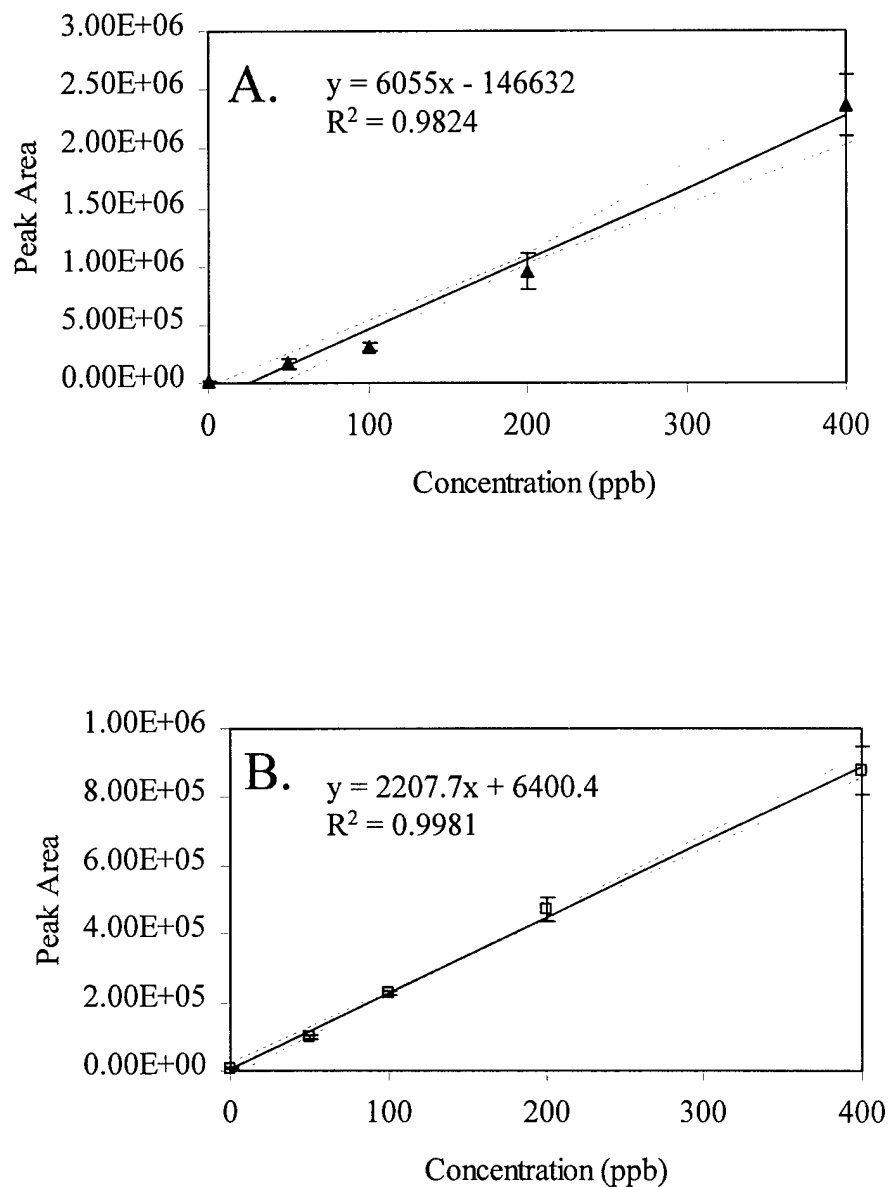 3.00E+06
A.
y = 6055x - 146632
2.50E+06
R² = 0.9824
2.00E+06
1.50E+06
1.00E+06
5.00E+05
0.00E+00
Peak Area
0 100 200 300 400
Concentration (ppb)
1.00E+06
B.
y = 2207.7x + 6400.4
8.00E+05
R² = 0.9981
6.00E+05
4.00E+05
2.00E+05
0.00E+00
Peak Area
0 100 200 300 400
Concentration (ppb)